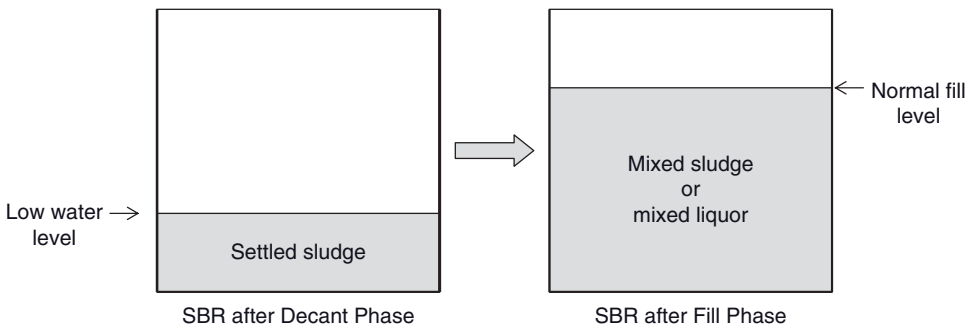 Low water
level
Settled sludge
SBR after Decant Phase
Normal fill
level
Mixed sludge
or
mixed liquor
SBR after Fill Phase